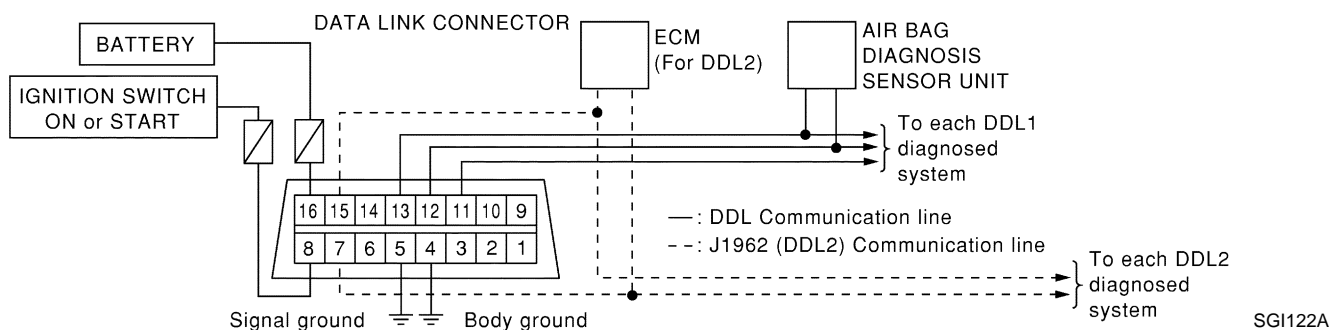 DATA LINK CONNECTOR
BATTERY
IGNITION SWITCH
ON or START
ECM
(For DDL2)
AIR BAG
DIAGNOSIS
SENSOR UNIT
To each DDL1
diagnosed
system
16 15 14 13 12 11 10 9
8 7 6 5 4 3 2 1
: DDL Communication line
: J1962 (DDL2) Communication line
To each DDL2
diagnosed
system
Signal ground
Body ground
SGI122A